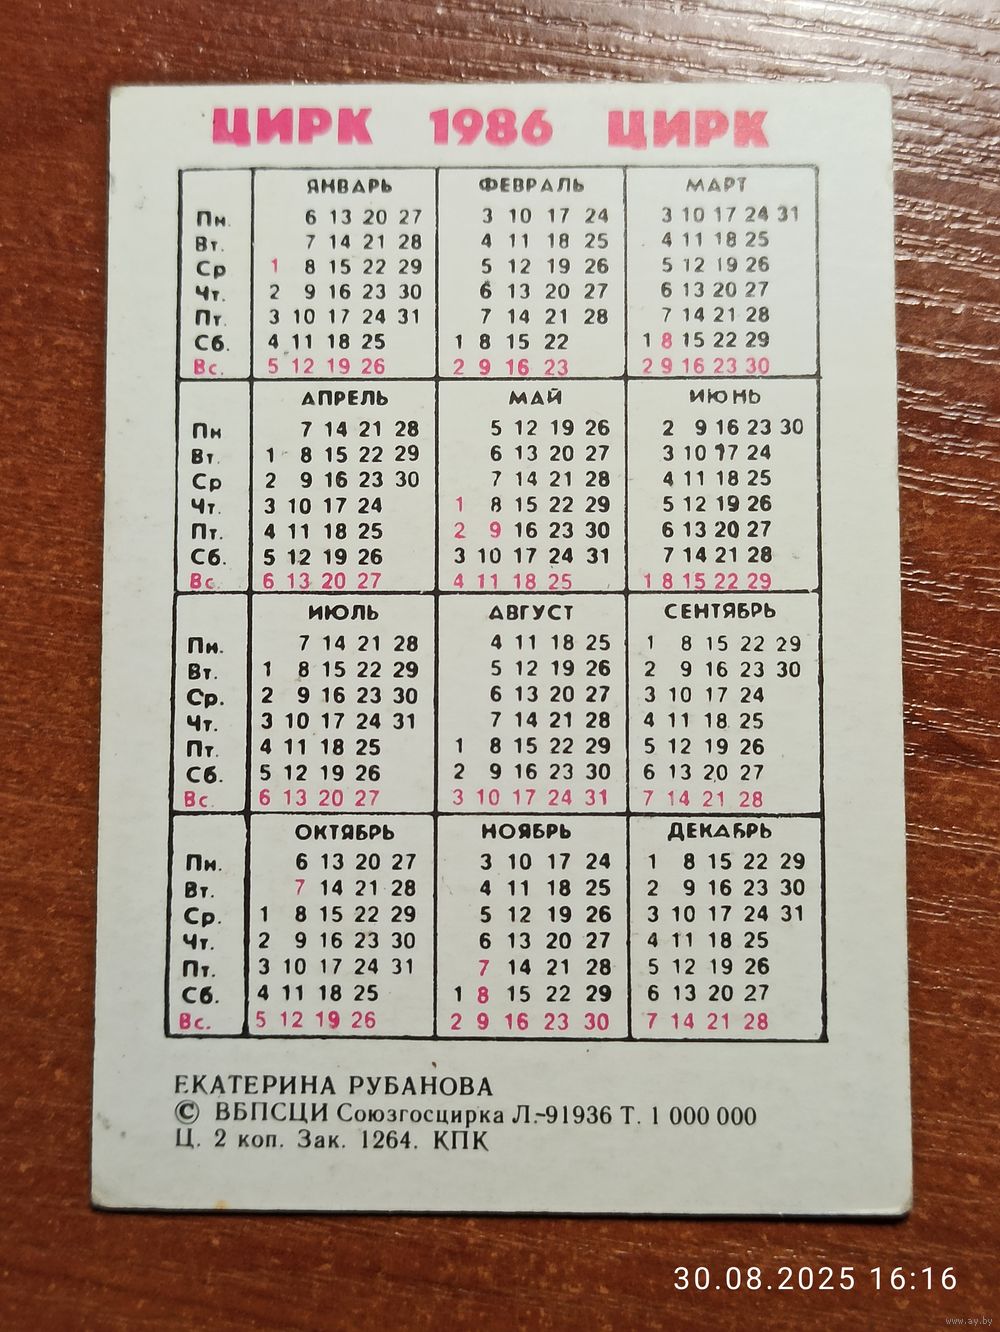 ЦИРК 1986 ЦИРК
ЯНВАРЬ ФЕВРАЛЬ МАРТ
Пн. 6 13 20 27 3 10 17 24 3 10 17 24 31
Вт. 7 14 21 28 4 11 18 25 4 11 18 25
Ср 1 8 15 22 29 5 12 19 26 5 12 19 26
Чт. 2 9 16 23 30 6 13 20 27 6 13 20 27
Пт. 3 10 17 24 31 7 14 21 28 7 14 21 28
Сб. 4 11 18 25 1 8 15 22 1 8 15 22 29
Вс. 5 12 19 26 2 9 16 23 2 9 16 23 30
АПРЕЛЬ МАЙ ИЮНЬ
Пн 7 14 21 28 5 12 19 26 2 9 16 23 30
Вт. 1 8 15 22 29 6 13 20 27 3 10 17 24
Ср 2 9 16 23 30 7 14 21 28 4 11 18 25
Чт. 3 10 17 24 1 8 15 22 29 5 12 19 26
Пт. 4 11 18 25 2 9 16 23 30 6 13 20 27
Сб. 5 12 19 26 3 10 17 24 31 7 14 21 28
Вс 6 13 20 27 4 11 18 25 1 8 15 22 29
ИЮЛЬ АВГУСТ СЕНТЯБРЬ
Пн. 7 14 21 28 4 11 18 25 1 8 15 22 29
Вт. 1 8 15 22 29 5 12 19 26 2 9 16 23 30
Ср. 2 9 16 23 30 6 13 20 27 3 10 17 24
Чт. 3 10 17 24 31 7 14 21 28 4 11 18 25
Пт. 4 11 18 25 1 8 15 22 29 5 12 19 26
Сб. 5 12 19 26 2 9 16 23 30 6 13 20 27
Вс. 6 13 20 27 3 10 17 24 31 7 14 21 28
ОКТЯБРЬ НОЯБРЬ ДЕКАБРЬ
Пн. 6 13 20 27 3 10 17 24 1 8 15 22 29
Вт. 7 14 21 28 4 11 18 25 2 9 16 23 30
Ср. 1 8 15 22 29 5 12 19 26 3 10 17 24 31
Чт. 2 9 16 23 30 6 13 20 27 4 11 18 25
Пт. 3 10 17 24 31 7 14 21 28 5 12 19 26
Сб. 4 11 18 25 1 8 15 22 29 6 13 20 27
Вс. 5 12 19 26 2 9 16 23 30 7 14 21 28
ЕКАТЕРИНА РУБАНОВА
© ВБПСЦИ Союзгосцирка Л.-91936 Т. 1 000 000
Ц. 2 коп. Зак. 1264. КПК
30.08.2025 16:16
www.ay.by